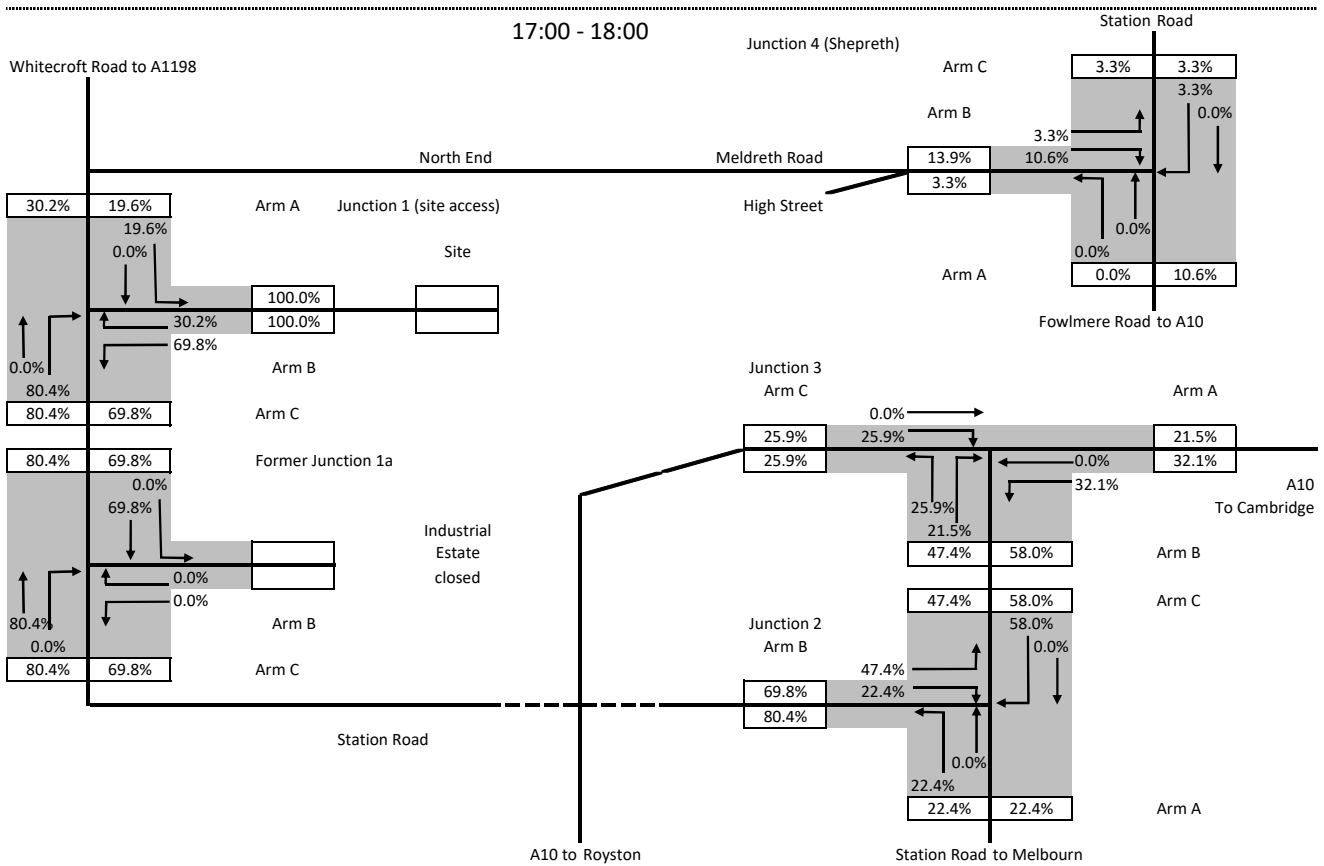 17:00 - 18:00
Station Road
Junction 4 (Shepreth)
Whitecroft Road to A1198
Arm C
3.3% 3.3%
3.3%
0.0%
Arm B
3.3%
North End
Meldreth Road
13.9%
10.6%
3.3%
30.2% 19.6%
Arm A
Junction 1 (site access)
High Street
19.6%
0.0%
0.0%
0.0%
Site
Arm A
0.0% 10.6%
100.0%
100.0%
30.2%
69.8%
Fowlmere Road to A10
0.0%
80.4%
Arm B
Junction 3
Arm C
Arm A
80.4% 69.8%
Arm C
0.0%
25.9%
25.9%
25.9%
21.5%
32.1%
80.4% 69.8%
Former Junction 1a
0.0%
32.1%
A10
To Cambridge
0.0%
69.8%
25.9%
21.5%
Industrial
Estate
closed
47.4% 58.0%
Arm B
0.0%
0.0%
47.4% 58.0%
Arm C
80.4%
0.0%
Arm B
Junction 2
Arm B
58.0%
0.0%
80.4% 69.8%
Arm C
47.4%
69.8%
22.4%
80.4%
Station Road
0.0%
22.4%
22.4% 22.4%
Arm A
A10 to Royston
Station Road to Melbourn